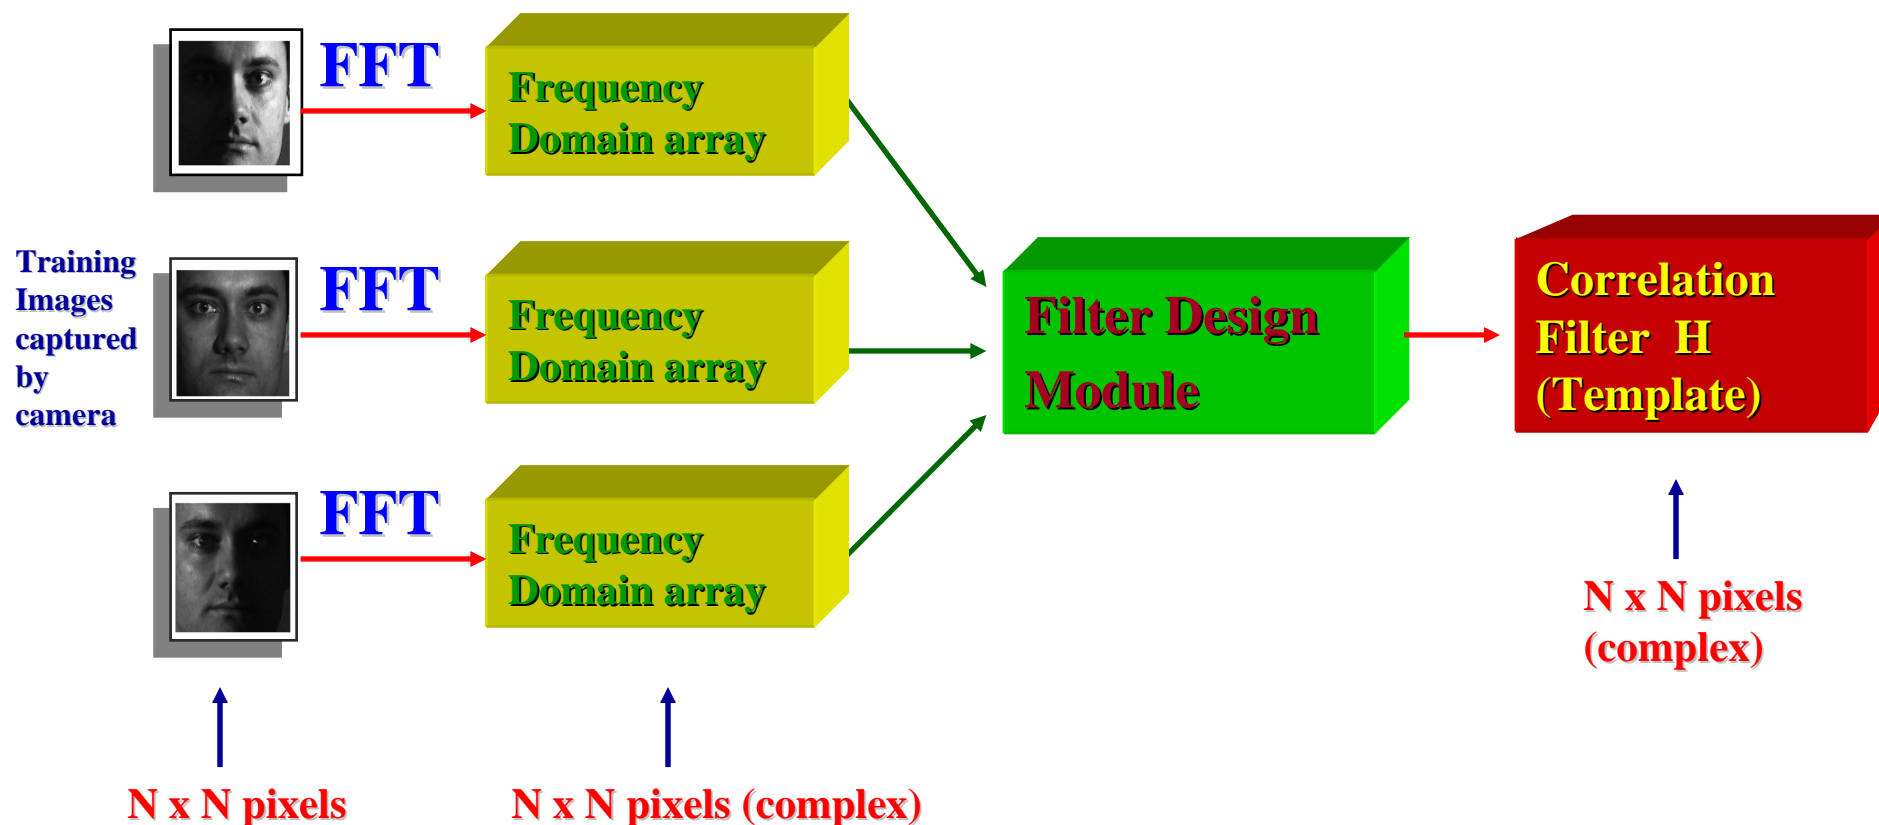 FFT
Frequency
Domain array
Training
Images
captured
by
camera
FFT
Frequency
Domain array
Filter Design
Module
Correlation
Filter H
(Template)
FFT
Frequency
Domain array
N x N pixels
(complex)
N x N pixels
N x N pixels (complex)